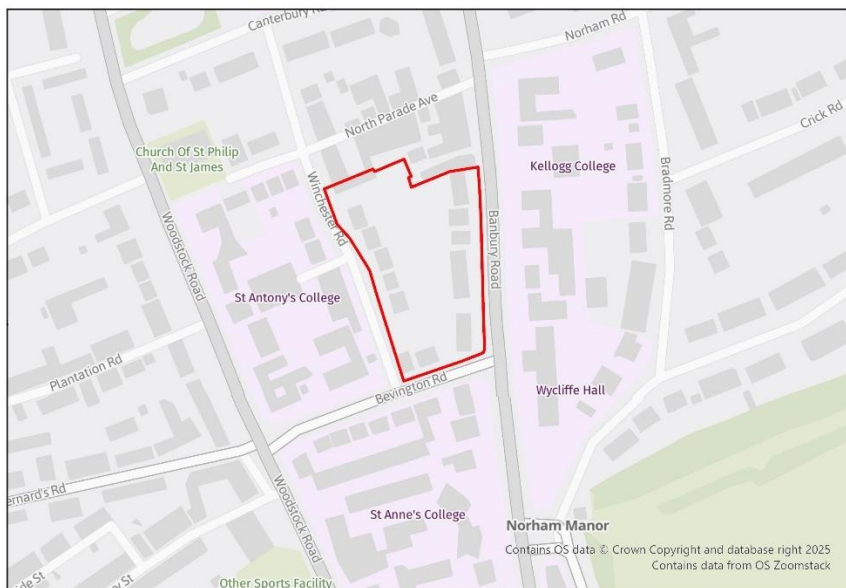 Canterbury
Norham Rd
North Parade Ave
Church Of St Philip
And St James
Kellogg College
Crick Rd
Winchester Rd
Bradmore Rd
Banbury Road
Woodstock Road
St Antony's College
Plantation Rd
Bevington Rd
Wycliffe Hall
ernard's Rd
Woodstock Road
St Anne's College
Norham Manor
Contains OS data © Crown Copyright and database right 2025
Contains data from OS Zoomstack
Other Sports Facility